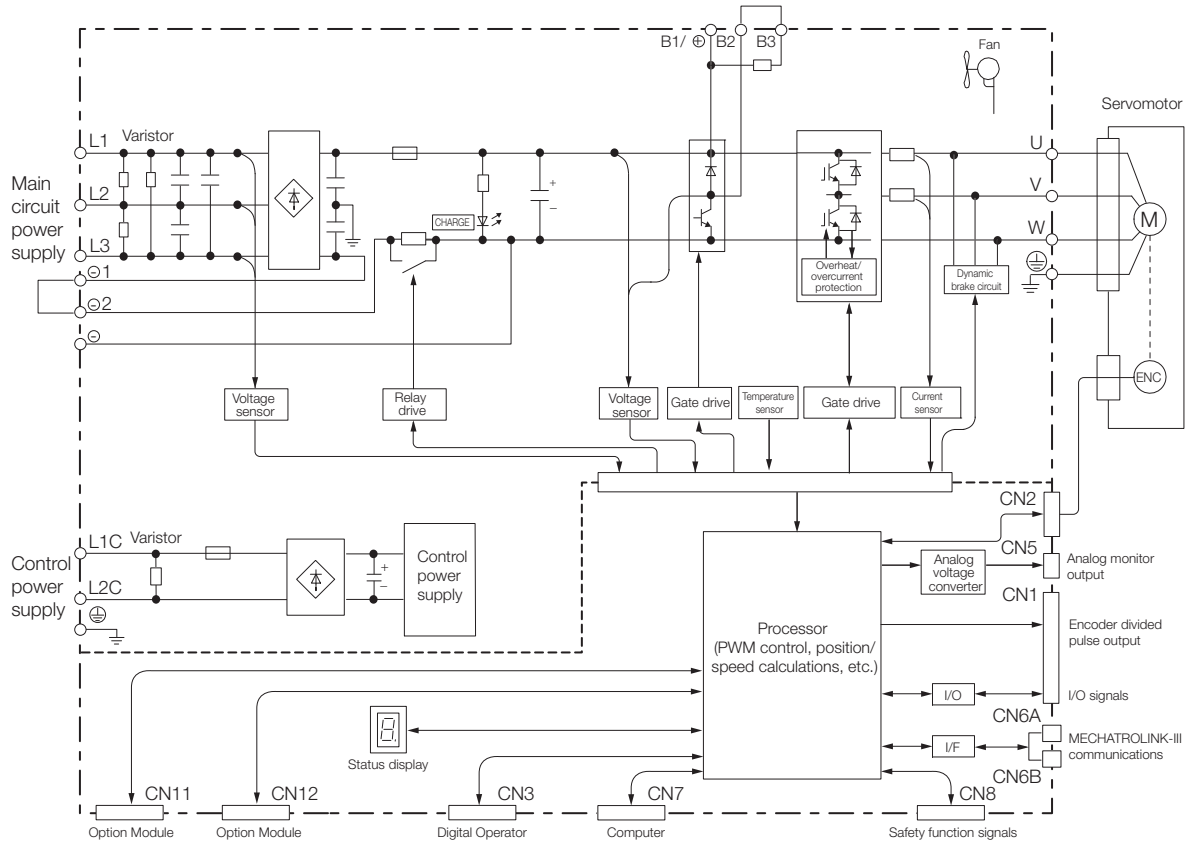 B1/ ⊕ B2 B3
Fan
Servomotor
L1 Varistor
U
Main
circuit
power
supply
L2
V
CHARGE
+
−
M
L3
W
⊖ 1
Overheat/
overcurrent
protection
Dynamic
brake circuit
⊖ 2
⊖
ENC
Voltage
sensor
Relay
drive
Voltage
sensor
Gate drive
Temperature
sensor
Gate drive
Current
sensor
CN2
L1C Varistor
Control
power
supply
+
−
Control
power
supply
L2C
CN5
Analog
voltage
converter
Analog monitor
output
CN1
Processor
(PWM control, position/
speed calculations, etc.)
Encoder divided
pulse output
I/O
I/O signals
CN6A
Status display
I/F
MECHATROLINK-III
communications
CN6B
CN11
CN12
CN3
CN7
CN8
Option Module
Option Module
Digital Operator
Computer
Safety function signals
8.